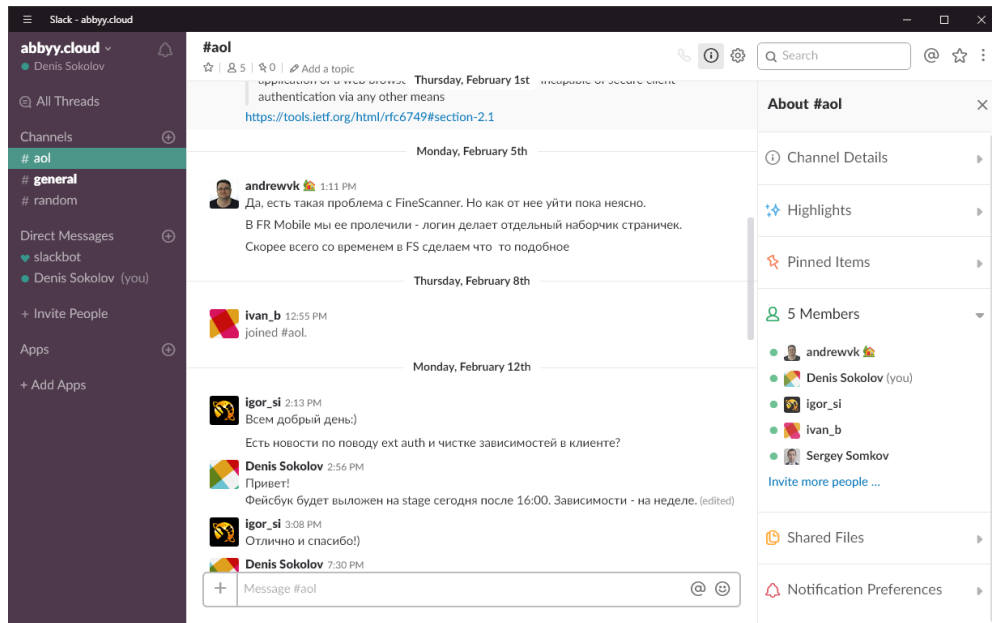 Slack - abbyy.cloud
abbyy.cloud
Denis Sokolov
All Threads
Channels
# aol
# general
# random
Direct Messages
slackbot
Denis Sokolov (you)
+ Invite People
Apps
+ Add Apps
#aol
5
0
Add a topic
Search
Thursday, February 1st
application or a web browse incapable of secure client
authentication via any other means
https://tools.ietf.org/html/rfc6749#section-2.1
Monday, February 5th
andrewvk 1:11 PM
Да, есть такая проблема с FineScanner. Но как от нее уйти пока неясно.
В FR Mobile мы ее пролечили - логин делает отдельный наборчик страничек.
Скорее всего со временем в FS сделаем что то подобное
Thursday, February 8th
ivan_b 12:55 PM
joined #aol.
Monday, February 12th
igor_si 2:13 PM
Всем добрый день:)
Есть новости по поводу ext auth и чистке зависимостей в клиенте?
Denis Sokolov 2:56 PM
Привет!
Фейсбук будет выложен на stage сегодня после 16:00. Зависимости - на неделе. (edited)
igor_si 3:08 PM
Отлично и спасибо!)
Denis Sokolov 7:30 PM
+ Message #aol @
About #aol
Channel Details
Highlights
Pinned Items
5 Members
andrewvk
Denis Sokolov (you)
igor_si
ivan_b
Sergey Somkov
Invite more people ...
Shared Files
Notification Preferences